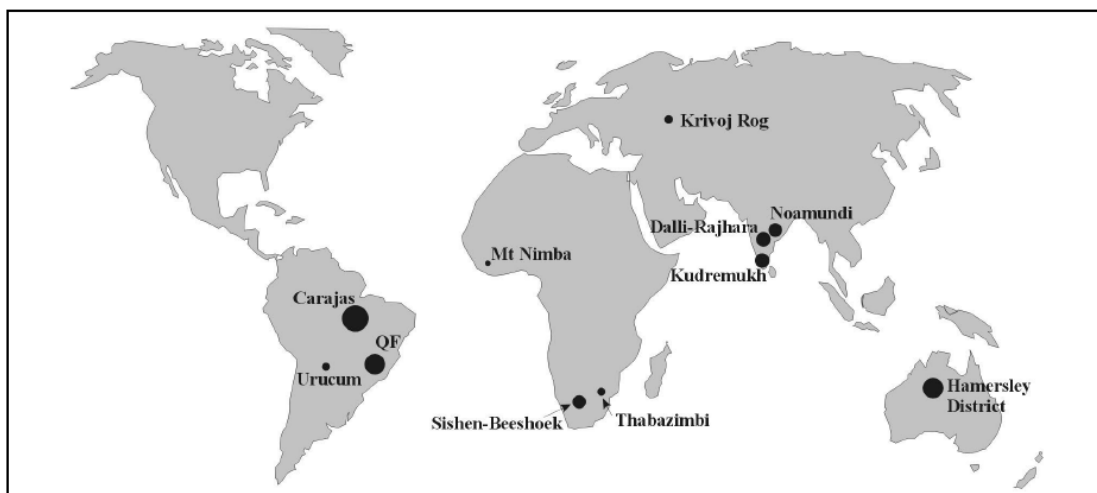 Krivoj Rog
Noamundi
Dalli-Rajhara
Mt Nimba
Kudremukh
Carajas
QF
Urucum
Hamersley
District
Sishen-Beeshoek
Thabazimbi